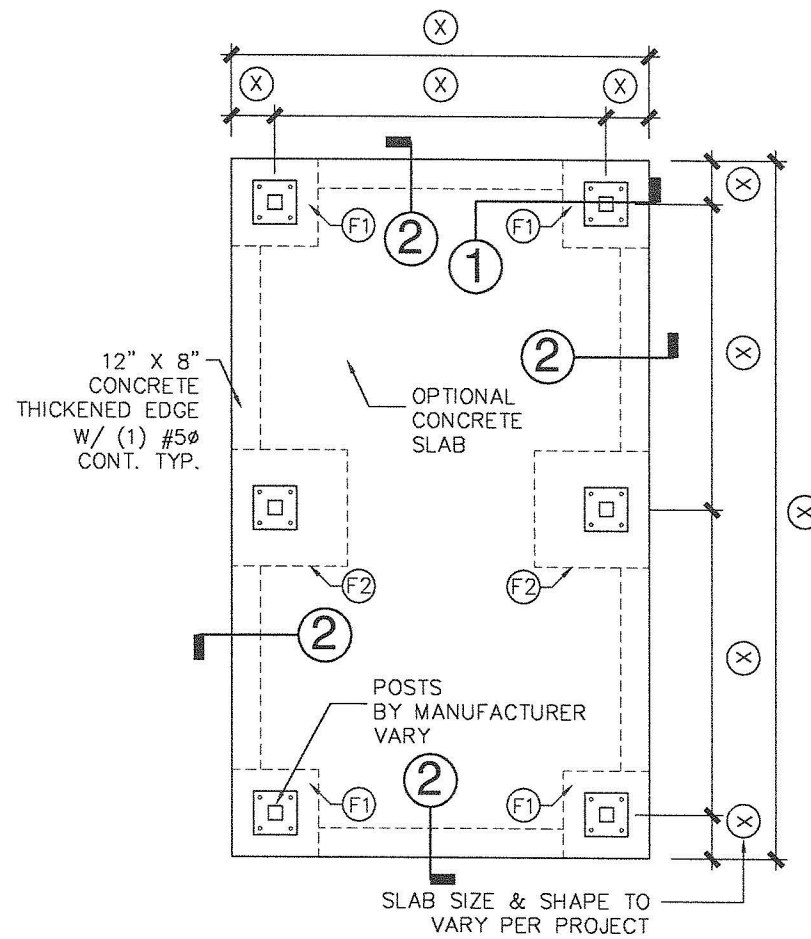 X
X
X
X
F1
2
F1
1
X
12" X 8"
CONCRETE
THICKENED EDGE
W/ (1) #5ø
CONT. TYP.
OPTIONAL
CONCRETE
SLAB
2
X
X
F2
F2
2
X
POSTS
BY MANUFACTURER
VARY
F1
2
F1
X
SLAB SIZE & SHAPE TO
VARY PER PROJECT